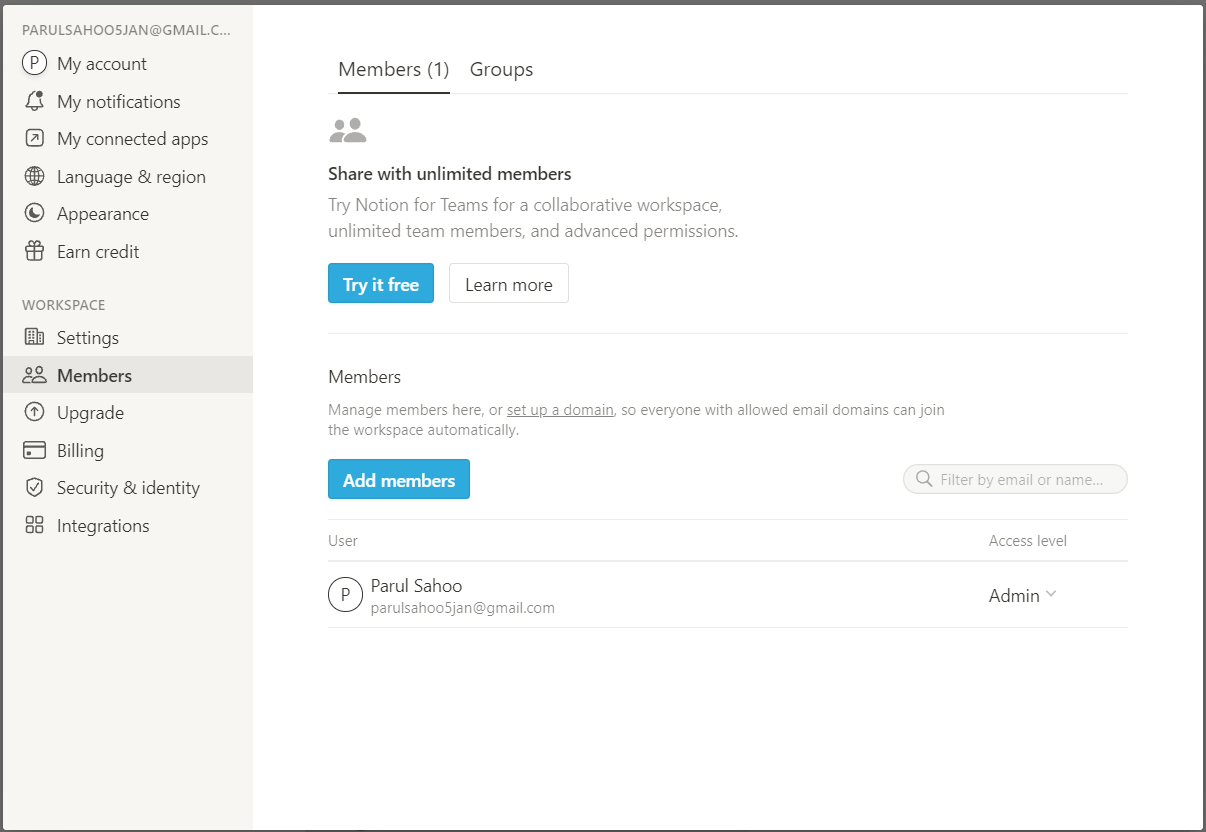 PARULSAHOO5JAN@GMAIL.C...
P My account
My notifications
My connected apps
Language & region
Appearance
Earn credit
WORKSPACE
Settings
Members
Upgrade
Billing
Security & identity
Integrations
Members (1) Groups
Share with unlimited members
Try Notion for Teams for a collaborative workspace,
unlimited team members, and advanced permissions.
Try it free Learn more
Members
Manage members here, or set up a domain, so everyone with allowed email domains can join
the workspace automatically.
Add members Filter by email or name...
User Access level
P Parul Sahoo Admin
parulsahoo5jan@gmail.com